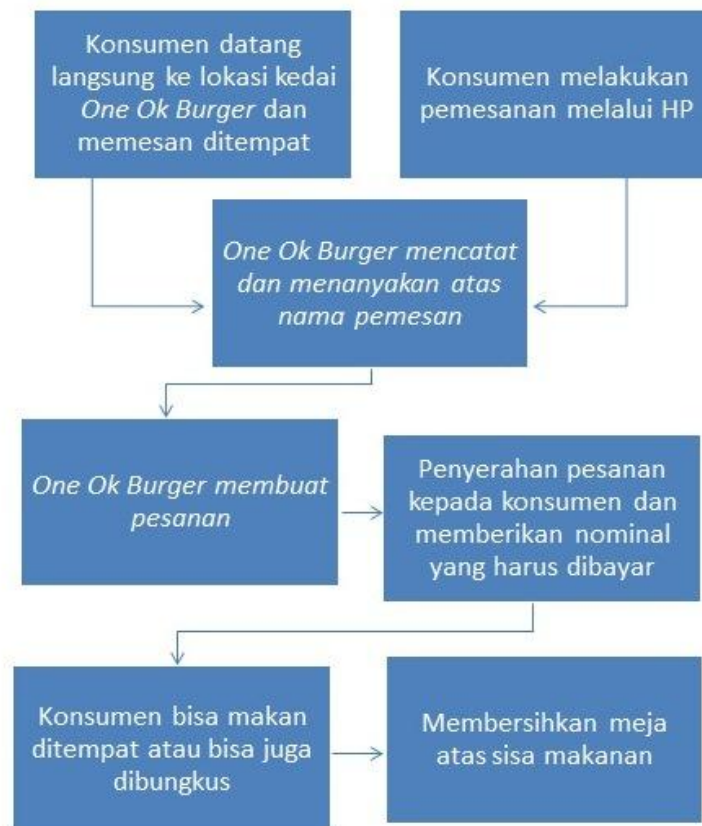 Konsumen datang
langsung ke lokasi kedai
One Ok Burger dan
memesan ditempat
Konsumen melakukan
pemesanan melalui HP
One Ok Burger mencatat
dan menanyakan atas
nama pemesan
One Ok Burger membuat
pesanan
Penyerahan pesanan
kepada konsumen dan
memberikan nominal
yang harus dibayar
Konsumen bisa makan
ditempat atau bisa juga
dibungkus
Membersihkan meja
atas sisa makanan